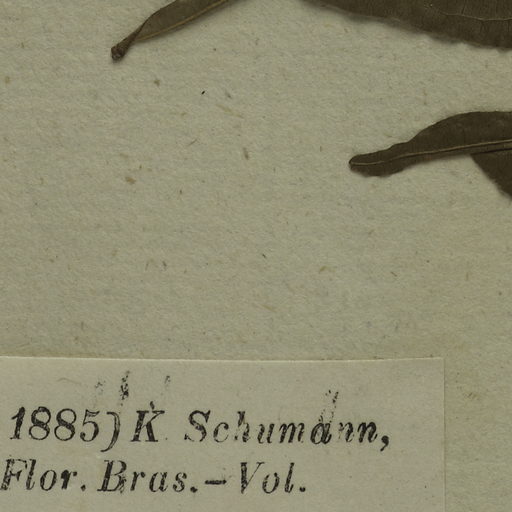 1885) K. Schumann,
Flor. Bras.—Vol.